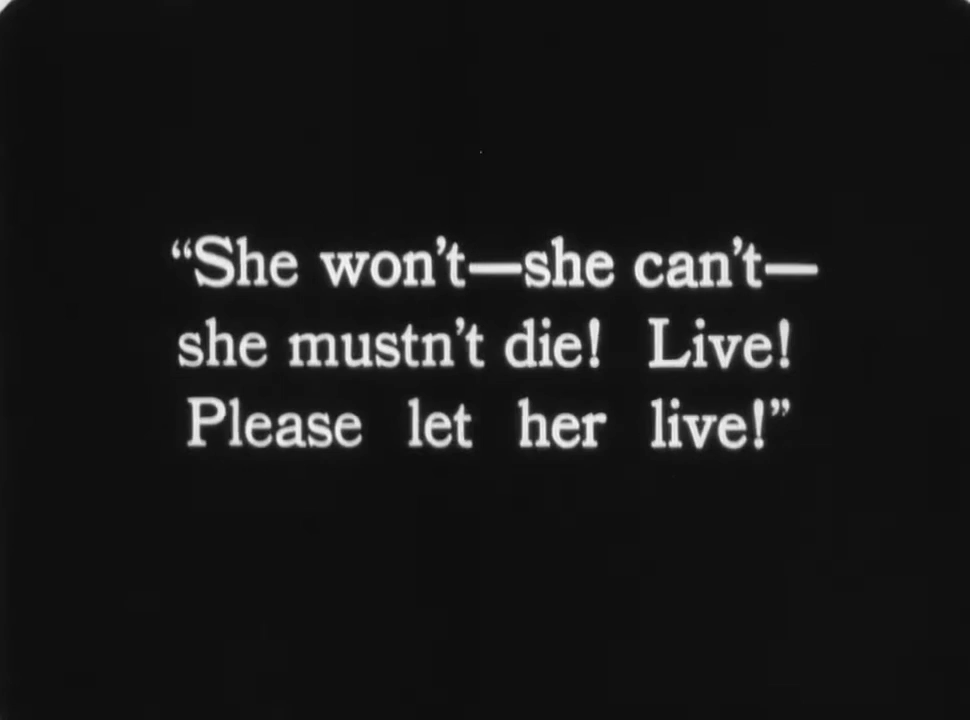 “She won’t—she can’t—
she mustn’t die! Live!
Please let her live!”